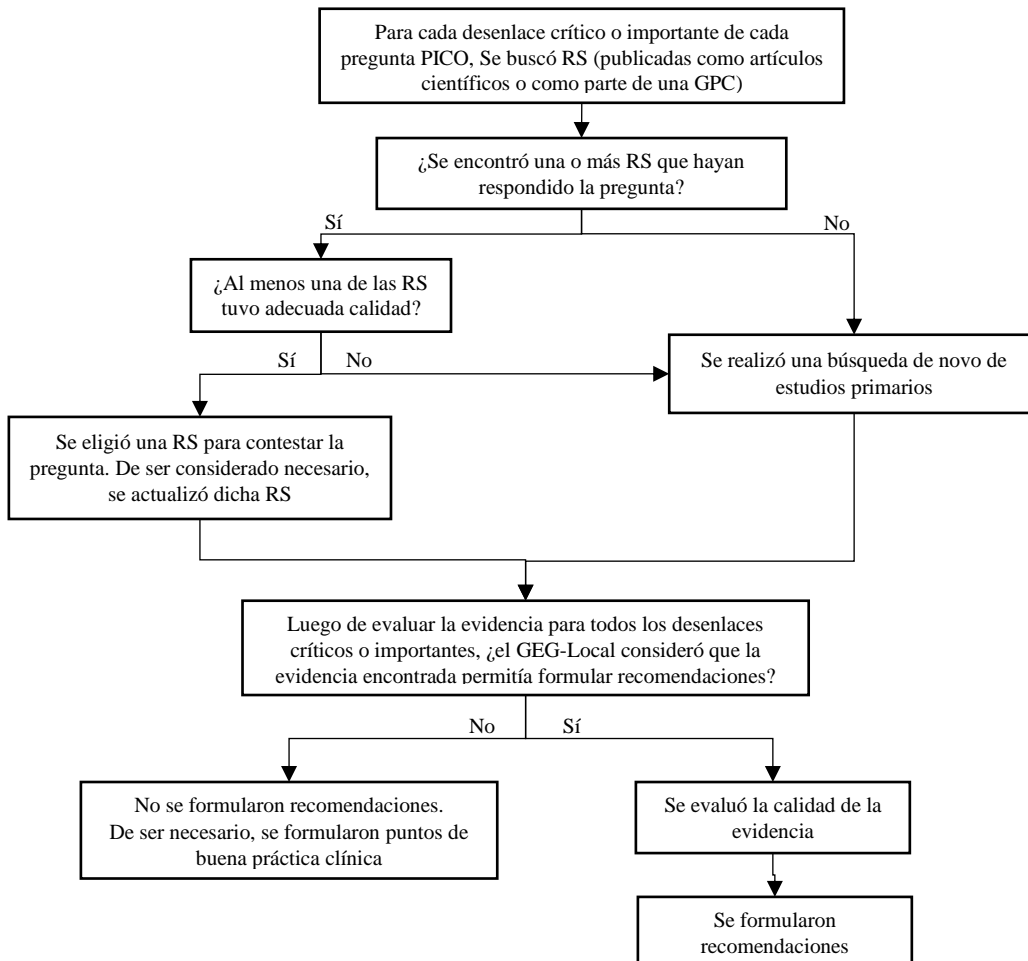 Para cada desenlace crítico o importante de cada
pregunta PICO, Se buscó RS (publicadas como artículos
científicos o como parte de una GPC)
¿Se encontró una o más RS que hayan
respondido la pregunta?
Sí
No
¿Al menos una de las RS
tuvo adecuada calidad?
Sí
No
Se realizó una búsqueda de novo de
estudios primarios
Se eligió una RS para contestar la
pregunta. De ser considerado necesario,
se actualizó dicha RS
Luego de evaluar la evidencia para todos los desenlaces
críticos o importantes, ¿el GEG-Local consideró que la
evidencia encontrada permitía formular recomendaciones?
No
Sí
No se formularon recomendaciones.
De ser necesario, se formularon puntos de
buena práctica clínica
Se evaluó la calidad de la
evidencia
Se formularon
recomendaciones